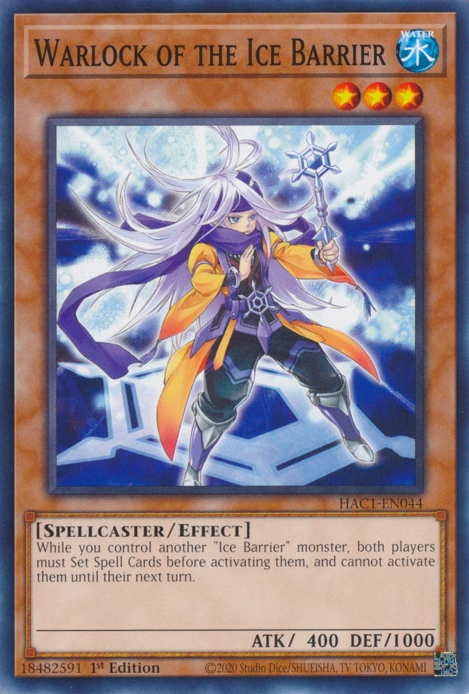 WARLOCK OF THE ICE BARRIER
WATER
水
HAC1-EN044
[SPELLCASTER/EFFECT]
While you control another "Ice Barrier" monster, both players
must Set Spell Cards before activating them, and cannot activate
them until their next turn.
ATK/ 400 DEF/1000
18482591 1st Edition ©2020 Studio Dice/SHUEISHA, TV TOKYO, KONAMI